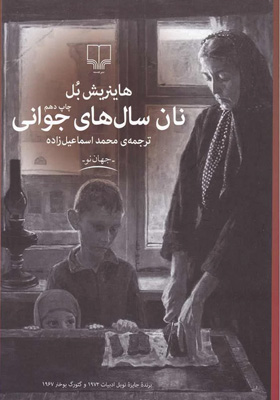 هاینریش بُل
نان سال‌های جوانی
چاپ دهم
ترجمه‌ی محمد اسماعیل‌زاده
-جهان‌نو-
برندهٔ جایزهٔ نوبل ادبیات ۱۹۷۲ و گئورگ بوخنر ۱۹۶۷